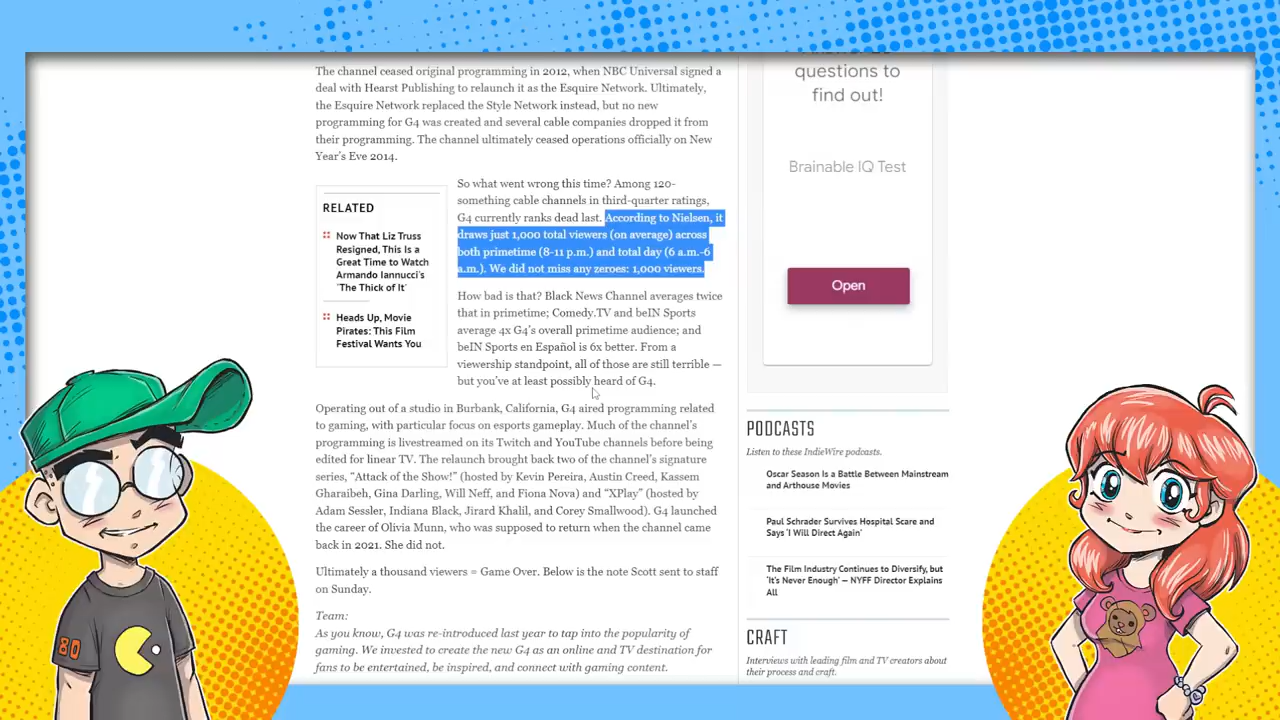 The channel ceased original programming in 2012, when NBC Universal signed a
deal with Hearst Publishing to relaunch it as the Esquire Network. Ultimately,
the Esquire Network replaced the Style Network instead, but no new
programming for G4 was created and several cable companies dropped it from
their programming. The channel ultimately ceased operations officially on New
Year's Eve 2014.
RELATED
Now That Liz Truss
Resigned, This Is a
Great Time to Watch
Armando Iannucci's
'The Thick of It'
Heads Up, Movie
Pirates: This Film
Festival Wants You
So what went wrong this time? Among 120-
something cable channels in third-quarter ratings,
G4 currently ranks dead last. According to Nielsen, it
draws just 1,000 total viewers (on average) across
both primetime (8-11 p.m.) and total day (6 a.m.-6
a.m.). We did not miss any zeroes: 1,000 viewers.
How bad is that? Black News Channel averages twice
that in primetime; Comedy.TV and beIN Sports
average 4x G4's overall primetime audience; and
beIN Sports en Español is 6x better. From a
viewership standpoint, all of those are still terrible —
but you've at least possibly heard of G4.
Operating out of a studio in Burbank, California, G4 aired programming related
to gaming, with particular focus on esports gameplay. Much of the channel's
programming is livestreamed on its Twitch and YouTube channels before being
edited for linear TV. The relaunch brought back two of the channel's signature
series, "Attack of the Show!" (hosted by Kevin Pereira, Austin Creed, Kassem
Gharaibeh, Gina Darling, Will Neff, and Fiona Nova) and "XPlay" (hosted by
Adam Sessler, Indiana Black, Jirard Khalil, and Corey Smallwood). G4 launched
the career of Olivia Munn, who was supposed to return when the channel came
back in 2021. She did not.
Ultimately a thousand viewers = Game Over. Below is the note Scott sent to staff
on Sunday.
Team:
As you know, G4 was re-introduced last year to tap into the popularity of
gaming. We invested to create the new G4 as an online and TV destination for
fans to be entertained, be inspired, and connect with gaming content.
questions to
find out!
Brainable IQ Test
Open
PODCASTS
Listen to these IndieWire podcasts.
Oscar Season Is a Battle Between Mainstream
and Arthouse Movies
Paul Schrader Survives Hospital Scare and
Says 'I Will Direct Again'
The Film Industry Continues to Diversify, but
'It's Never Enough' — NYFF Director Explains
All
CRAFT
Interviews with leading film and TV creators about
their process and craft.
80